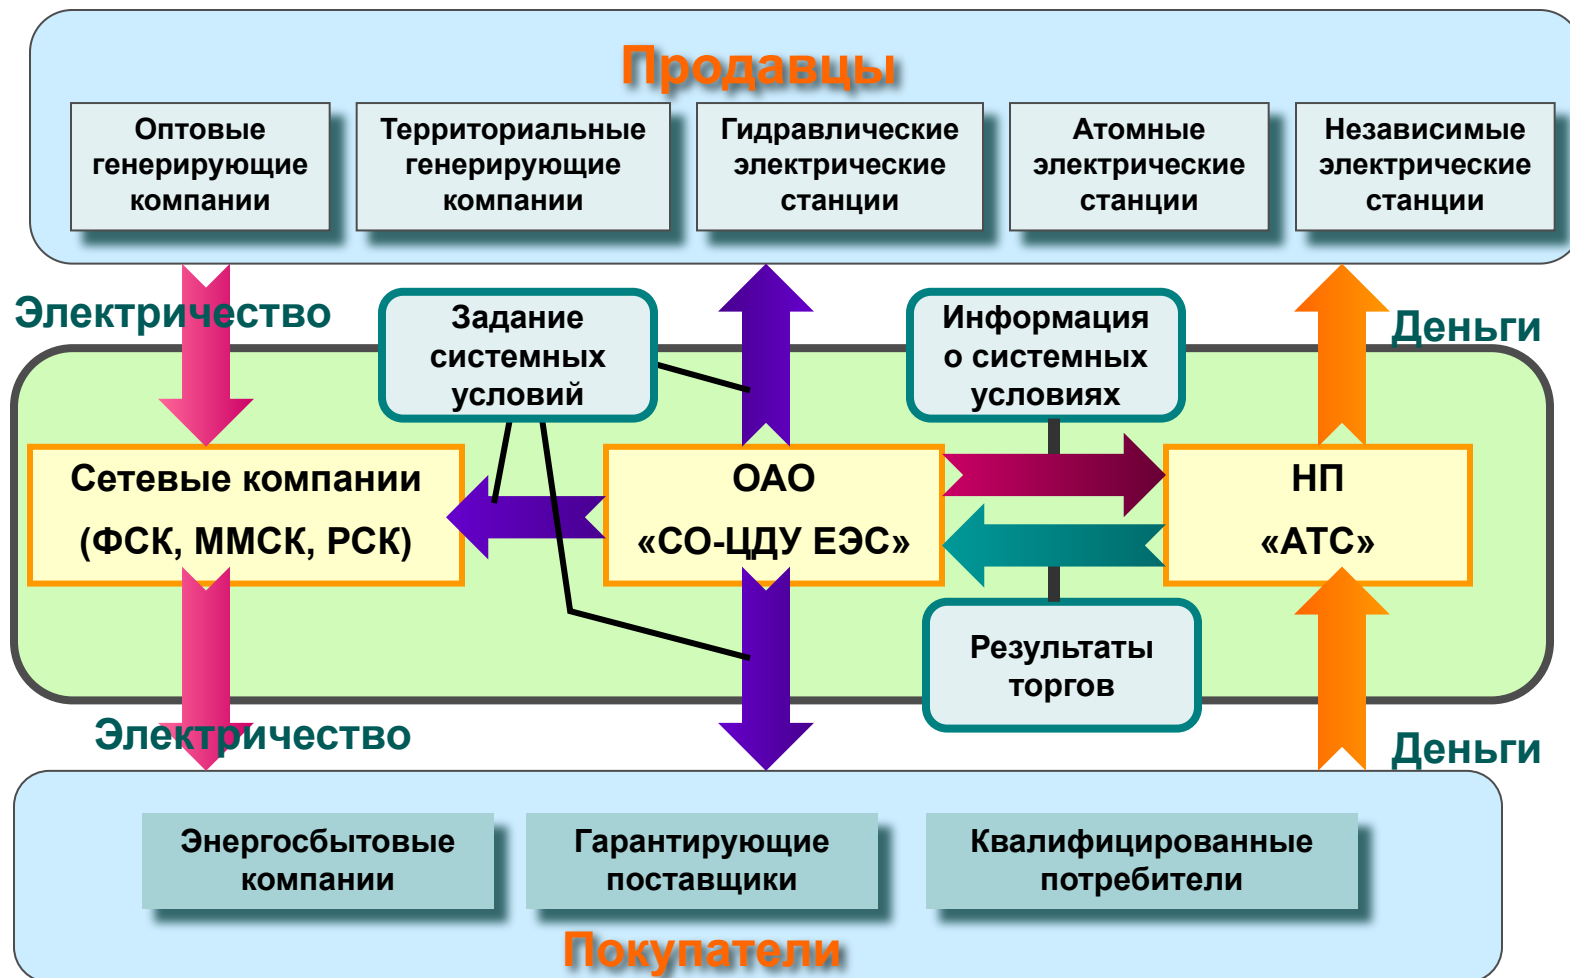 Продавцы
Оптовые
генерирующие
компании
Территориальные
генерирующие
компании
Гидравлические
электрические
станции
Атомные
электрические
станции
Независимые
электрические
станции
Электричество
Задание
системных
условий
Информация
о системных
условиях
Деньги
Сетевые компании
(ФСК, ММСК, РСК)
ОАО
«СО-ЦДУ ЕЭС»
НП
«АТС»
Результаты
торгов
Электричество
Деньги
Энергосбытовые
компании
Гарантирующие
поставщики
Квалифицированные
потребители
Покупатели